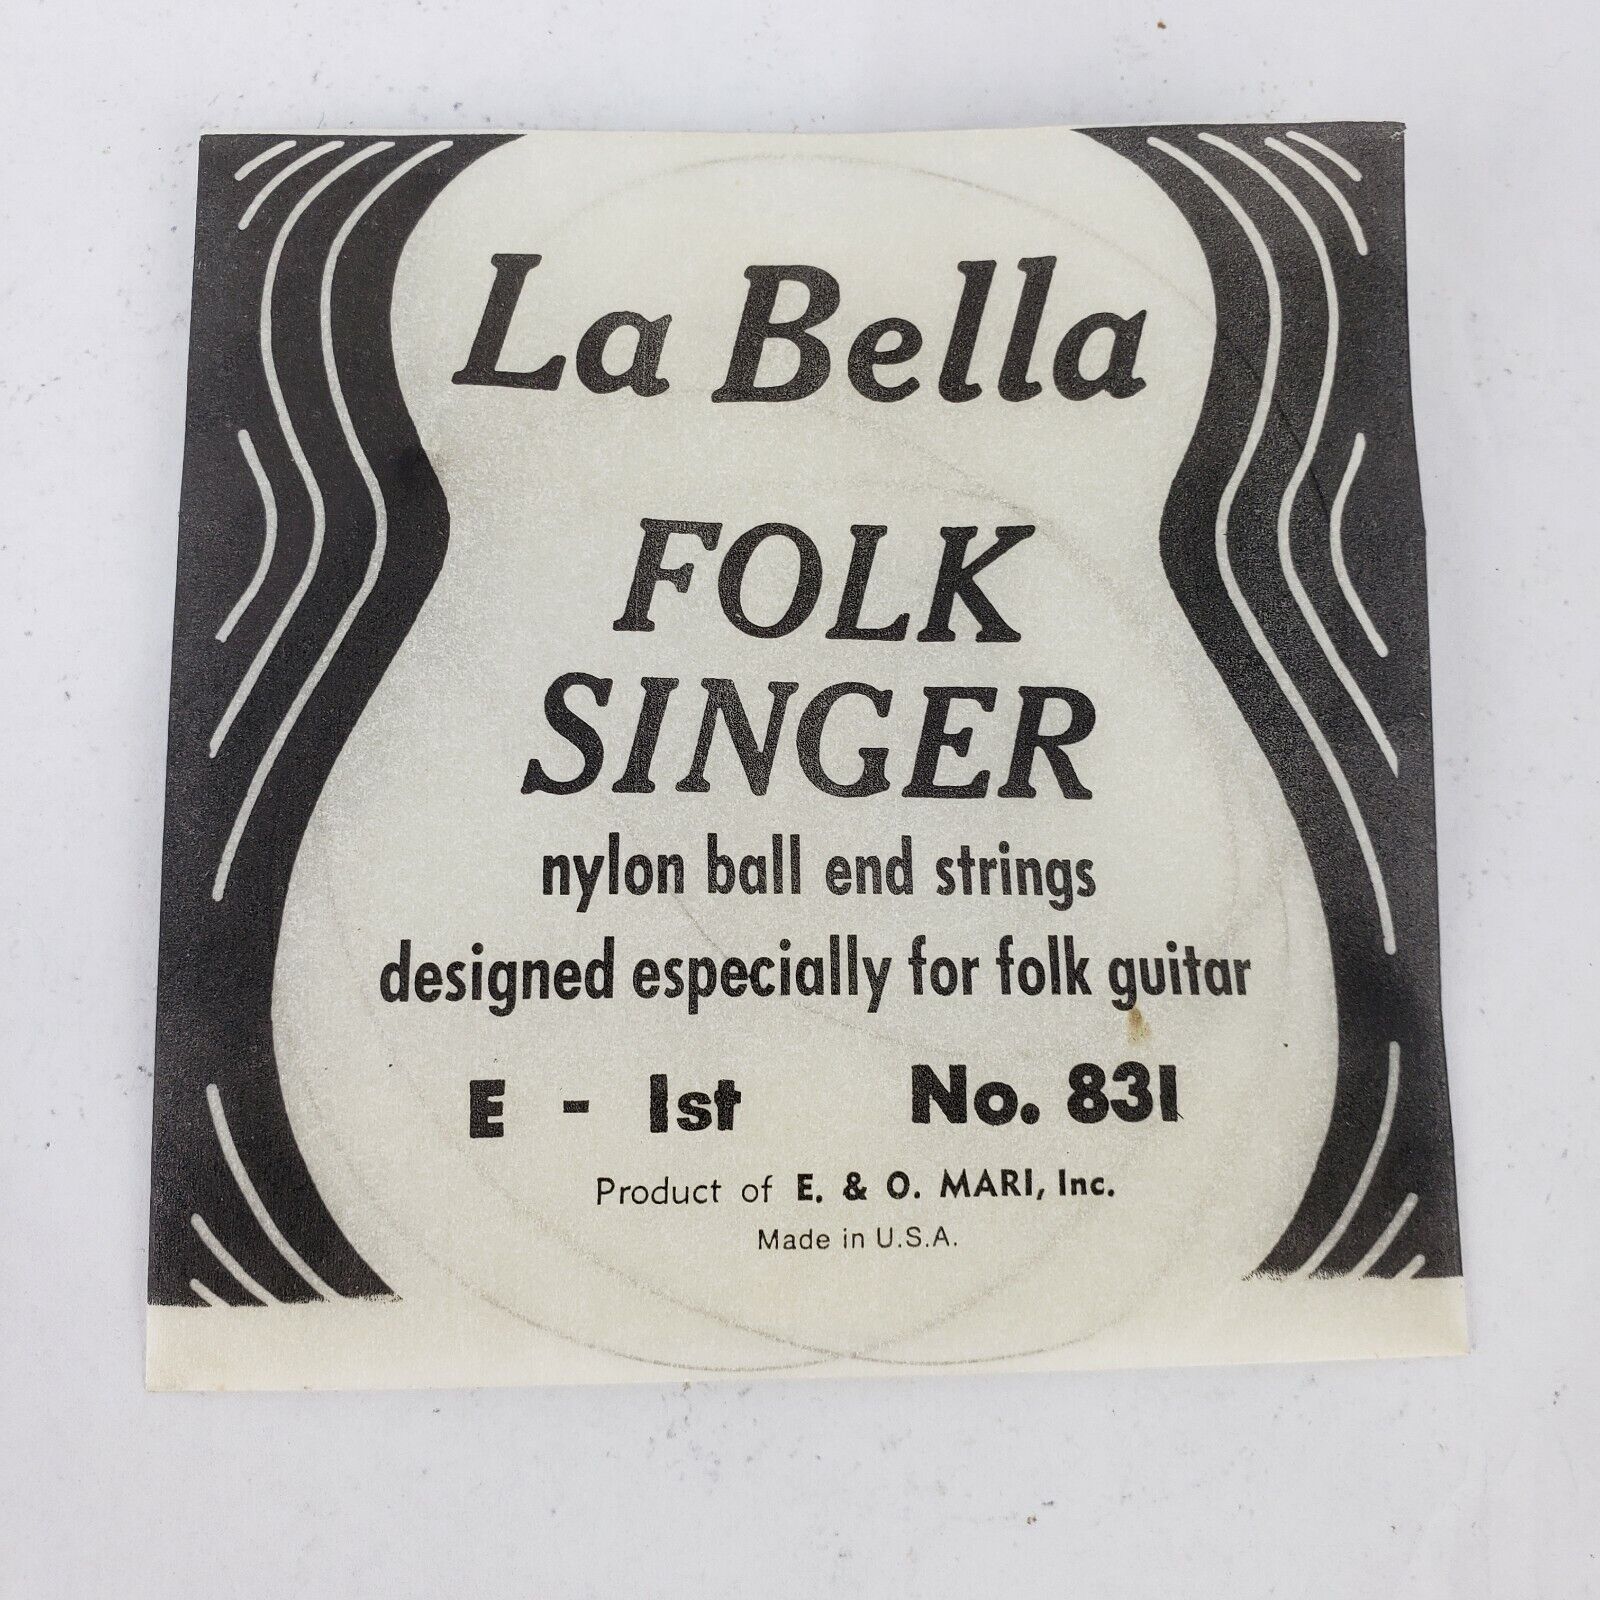 La Bella
FOLK
SINGER
nylon ball end strings
designed especially for folk guitar
E - 1st No. 831
Product of E. & O. MARI, Inc.
Made in U.S.A.